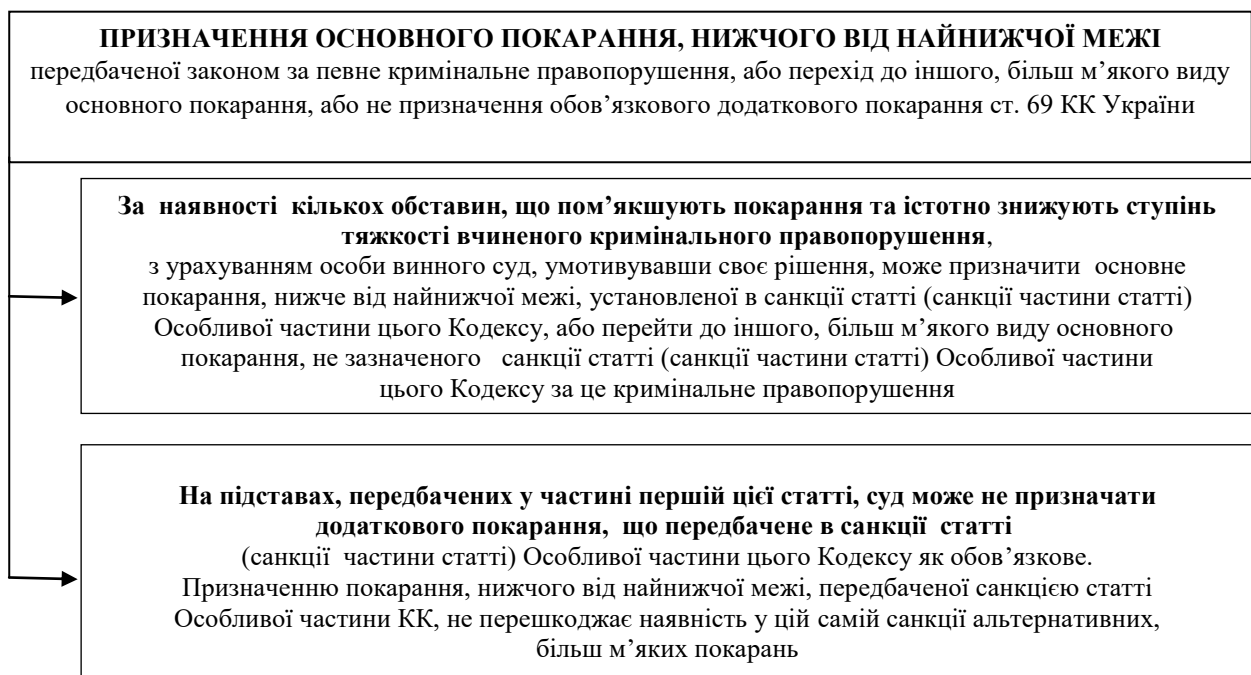 ПРИЗНАЧЕННЯ ОСНОВНОГО ПОКАРАННЯ, НИЖЧОГО ВІД НАЙНИЖЧОЇ МЕЖІ
передбаченої законом за певне кримінальне правопорушення, або перехід до іншого, більш м’якого виду
основного покарання, або не призначення обов’язкового додаткового покарання ст. 69 КК України
За наявності кількох обставин, що пом’якшують покарання та істотно знижують ступінь
тяжкості вчиненого кримінального правопорушення,
з урахуванням особи винного суд, умотивувавши своє рішення, може призначити основне
покарання, нижче від найнижчої межі, установленої в санкції статті (санкції частини статті)
Особливої частини цього Кодексу, або перейти до іншого, більш м’якого виду основного
покарання, не зазначеного санкції статті (санкції частини статті) Особливої частини
цього Кодексу за це кримінальне правопорушення
На підставах, передбачених у частині першій цієї статті, суд може не призначати
додаткового покарання, що передбачене в санкції статті
(санкції частини статті) Особливої частини цього Кодексу як обов’язкове.
Призначенню покарання, нижчого від найнижчої межі, передбаченої санкцією статті
Особливої частини КК, не перешкоджає наявність у цій самій санкції альтернативних,
більш м’яких покарань